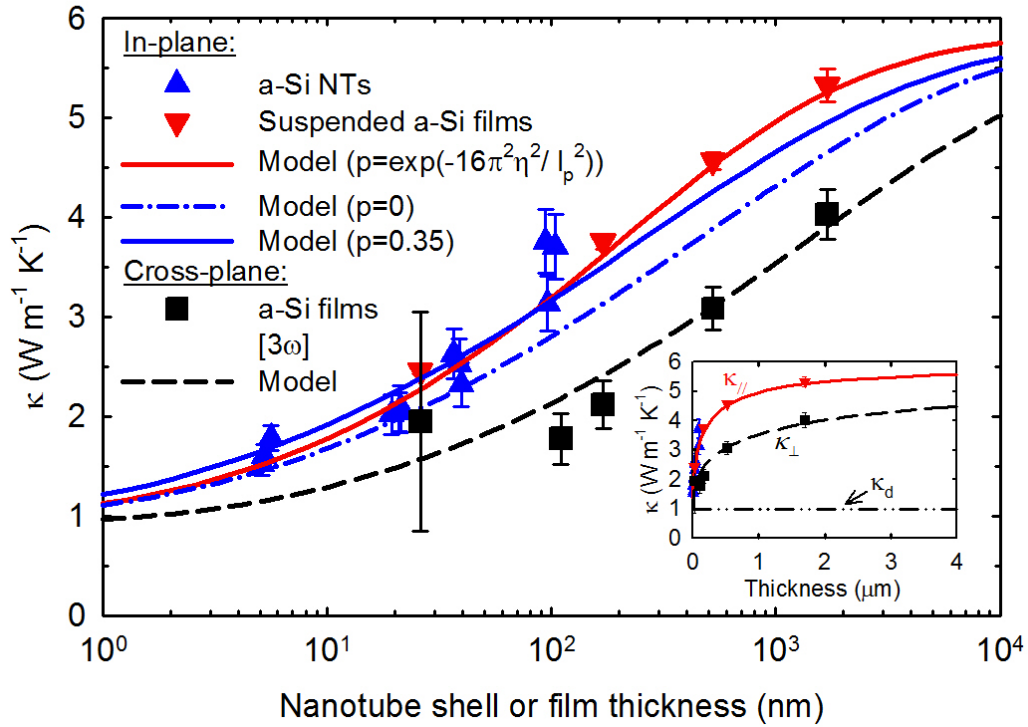 In-plane:
a-Si NTs
Suspended a-Si films
Model (p=exp(-16π²η²/ l_p²))
Model (p=0)
Model (p=0.35)
Cross-plane:
a-Si films
[3ω]
Model
κ (W m⁻¹ K⁻¹)
6
5
4
3
2
1
0
10⁰
10¹
10²
10³
10⁴
Nanotube shell or film thickness (nm)
κ (W m⁻¹ K⁻¹)
6
5
4
3
2
1
0
κ//
κ⊥
κd
0
1
2
3
4
Thickness (μm)